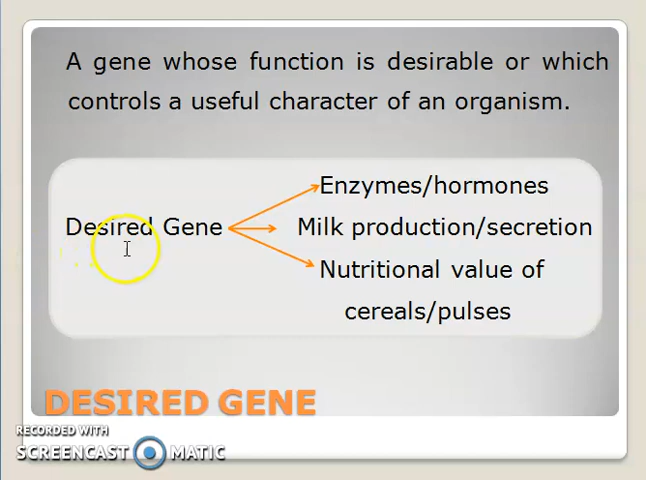 A gene whose function is desirable or which
controls a useful character of an organism.
Enzymes/hormones
Desired Gene
Milk production/secretion
Nutritional value of
cereals/pulses
DESIRED GENE
RECORDED WITH
SCREENCAST MATIC